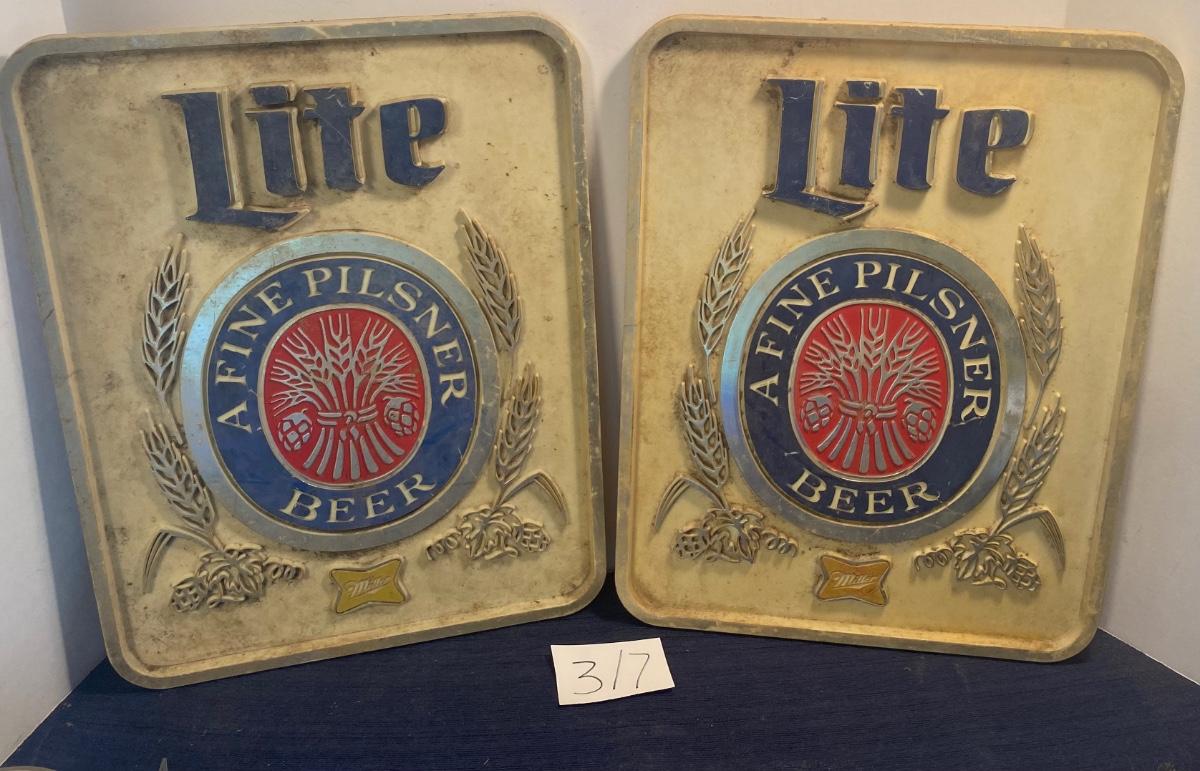 Lite
A FINE PILSNER
BEER
Miller
Lite
A FINE PILSNER
BEER
Miller
317